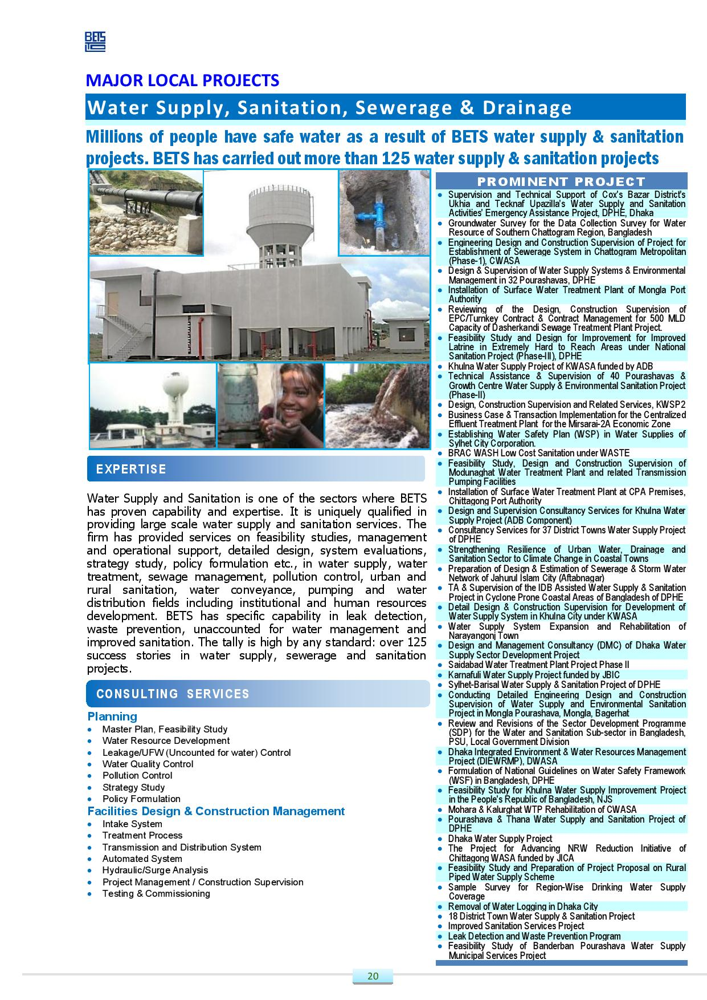 BETS
LTD
MAJOR LOCAL PROJECTS
Water Supply, Sanitation, Sewerage & Drainage
Millions of people have safe water as a result of BETS water supply & sanitation
projects. BETS has carried out more than 125 water supply & sanitation projects
EXPERTISE
Water Supply and Sanitation is one of the sectors where BETS
has proven capability and expertise. It is uniquely qualified in
providing large scale water supply and sanitation services. The
firm has provided services on feasibility studies, management
and operational support, detailed design, system evaluations,
strategy study, policy formulation etc., in water supply, water
treatment, sewage management, pollution control, urban and
rural sanitation, water conveyance, pumping and water
distribution fields including institutional and human resources
development. BETS has specific capability in leak detection,
waste prevention, unaccounted for water management and
improved sanitation. The tally is high by any standard: over 125
success stories in water supply, sewerage and sanitation
projects.
CONSULTING SERVICES
Planning
• Master Plan, Feasibility Study
• Water Resource Development
• Leakage/UFW (Uncounted for water) Control
• Water Quality Control
• Pollution Control
• Strategy Study
• Policy Formulation
Facilities Design & Construction Management
• Intake System
• Treatment Process
• Transmission and Distribution System
• Automated System
• Hydraulic/Surge Analysis
• Project Management / Construction Supervision
• Testing & Commissioning
PROMINENT PROJECT
• Supervision and Technical Support of Cox's Bazar District's
Ukhia and Tecknaf Upazilla's Water Supply and Sanitation
Activities' Emergency Assistance Project, DPHE, Dhaka
• Groundwater Survey for the Data Collection Survey for Water
Resource of Southern Chattogram Region, Bangladesh
• Engineering Design and Construction Supervision of Project for
Establishment of Sewerage System in Chattogram Metropolitan
(Phase-1), CWASA
• Design & Supervision of Water Supply Systems & Environmental
Management in 32 Pourashavas, DPHE
• Installation of Surface Water Treatment Plant of Mongla Port
Authority
• Reviewing of the Design, Construction Supervision of
EPC/Turnkey Contract & Contract Management for 500 MLD
Capacity of Dasherkandi Sewage Treatment Plant Project.
• Feasibility Study and Design for Improvement for Improved
Latrine in Extremely Hard to Reach Areas under National
Sanitation Project (Phase-III), DPHE
• Khulna Water Supply Project of KWASA funded by ADB
• Technical Assistance & Supervision of 40 Pourashavas &
Growth Centre Water Supply & Environmental Sanitation Project
(Phase-II)
• Design, Construction Supervision and Related Services, KWSP2
• Business Case & Transaction Implementation for the Centralized
Effluent Treatment Plant for the Mirsarai-2A Economic Zone
• Establishing Water Safety Plan (WSP) in Water Supplies of
Sylhet City Corporation.
• BRAC WASH Low Cost Sanitation under WASTE
• Feasibility Study, Design and Construction Supervision of
Modunaghat Water Treatment Plant and related Transmission
Pumping Facilities
• Installation of Surface Water Treatment Plant at CPA Premises,
Chittagong Port Authority
• Design and Supervision Consultancy Services for Khulna Water
Supply Project (ADB Component)
• Consultancy Services for 37 District Towns Water Supply Project
of DPHE
• Strengthening Resilience of Urban Water, Drainage and
Sanitation Sector to Climate Change in Coastal Towns
• Preparation of Design & Estimation of Sewerage & Storm Water
Network of Jahurul Islam City (Aftabnagar)
• TA & Supervision of the IDB Assisted Water Supply & Sanitation
Project in Cyclone Prone Coastal Areas of Bangladesh of DPHE
• Detail Design & Construction Supervision for Development of
Water Supply System in Khulna City under KWASA
• Water Supply System Expansion and Rehabilitation of
Narayangonj Town
• Design and Management Consultancy (DMC) of Dhaka Water
Supply Sector Development Project
• Saidabad Water Treatment Plant Project Phase II
• Karnafuli Water Supply Project funded by JBIC
• Sylhet-Barisal Water Supply & Sanitation Project of DPHE
• Conducting Detailed Engineering Design and Construction
Supervision of Water Supply and Environmental Sanitation
Project in Mongla Pourashava, Mongla, Bagerhat
• Review and Revisions of the Sector Development Programme
(SDP) for the Water and Sanitation Sub-sector in Bangladesh,
PSU, Local Government Division
• Dhaka Integrated Environment & Water Resources Management
Project (DIEWRMP), DWASA
• Formulation of National Guidelines on Water Safety Framework
(WSF) in Bangladesh, DPHE
• Feasibility Study for Khulna Water Supply Improvement Project
in the People's Republic of Bangladesh, NJS
• Mohara & Kalurghat WTP Rehabilitation of CWASA
• Pourashava & Thana Water Supply and Sanitation Project of
DPHE
• Dhaka Water Supply Project
• The Project for Advancing NRW Reduction Initiative of
Chittagong WASA funded by JICA
• Feasibility Study and Preparation of Project Proposal on Rural
Piped Water Supply Scheme
• Sample Survey for Region-Wise Drinking Water Supply
Coverage
• Removal of Water Logging in Dhaka City
• 18 District Town Water Supply & Sanitation Project
• Improved Sanitation Services Project
• Leak Detection and Waste Prevention Program
• Feasibility Study of Banderban Pourashava Water Supply
Municipal Services Project
20